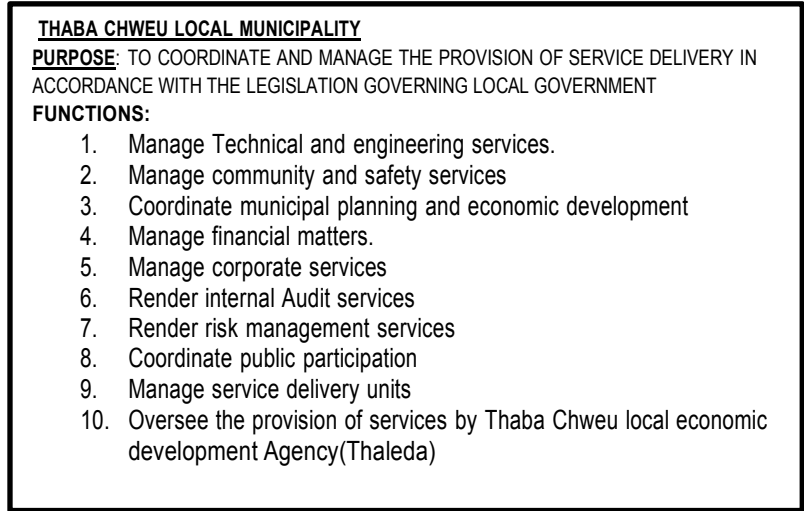 THABA CHWEU LOCAL MUNICIPALITY
PURPOSE: TO COORDINATE AND MANAGE THE PROVISION OF SERVICE DELIVERY IN
ACCORDANCE WITH THE LEGISLATION GOVERNING LOCAL GOVERNMENT
FUNCTIONS:
1. Manage Technical and engineering services.
2. Manage community and safety services
3. Coordinate municipal planning and economic development
4. Manage financial matters.
5. Manage corporate services
6. Render internal Audit services
7. Render risk management services
8. Coordinate public participation
9. Manage service delivery units
10. Oversee the provision of services by Thaba Chweu local economic
development Agency(Thaleda)